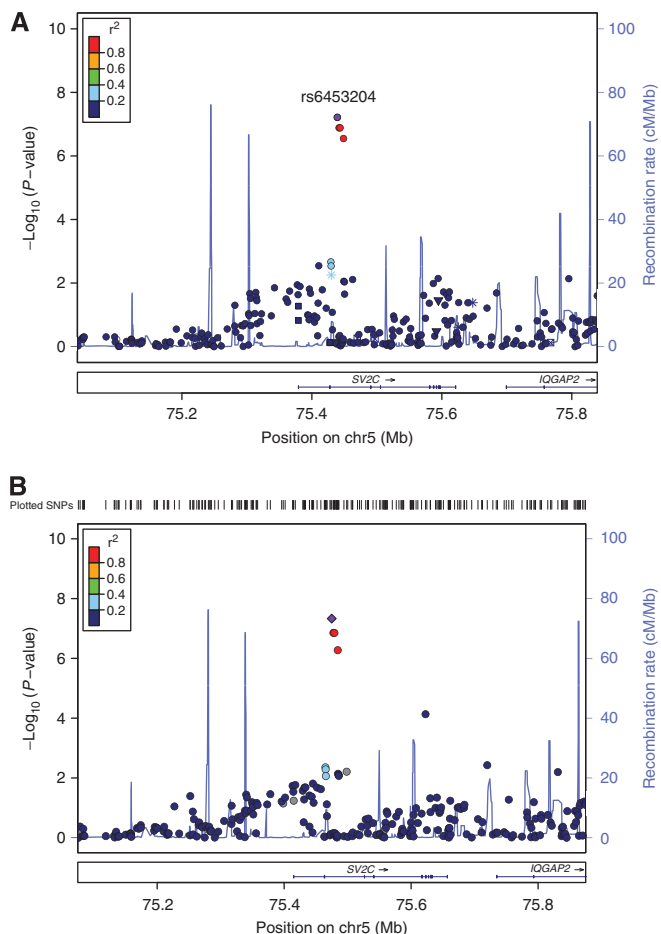 A
r²
0.8
0.6
0.4
0.2
rs6453204
10
8
6
4
2
0
−Log₁₀ (P−value)
100
80
60
40
20
0
Recombination rate (cM/Mb)
SV2C →
IQGAP2 →
75.2
75.4
75.6
75.8
Position on chr5 (Mb)
B
Plotted SNPs
r²
0.8
0.6
0.4
0.2
10
8
6
4
2
0
−Log₁₀ (P−value)
100
80
60
40
20
0
Recombination rate (cM/Mb)
SV2C →
IQGAP2 →
75.2
75.4
75.6
75.8
Position on chr5 (Mb)